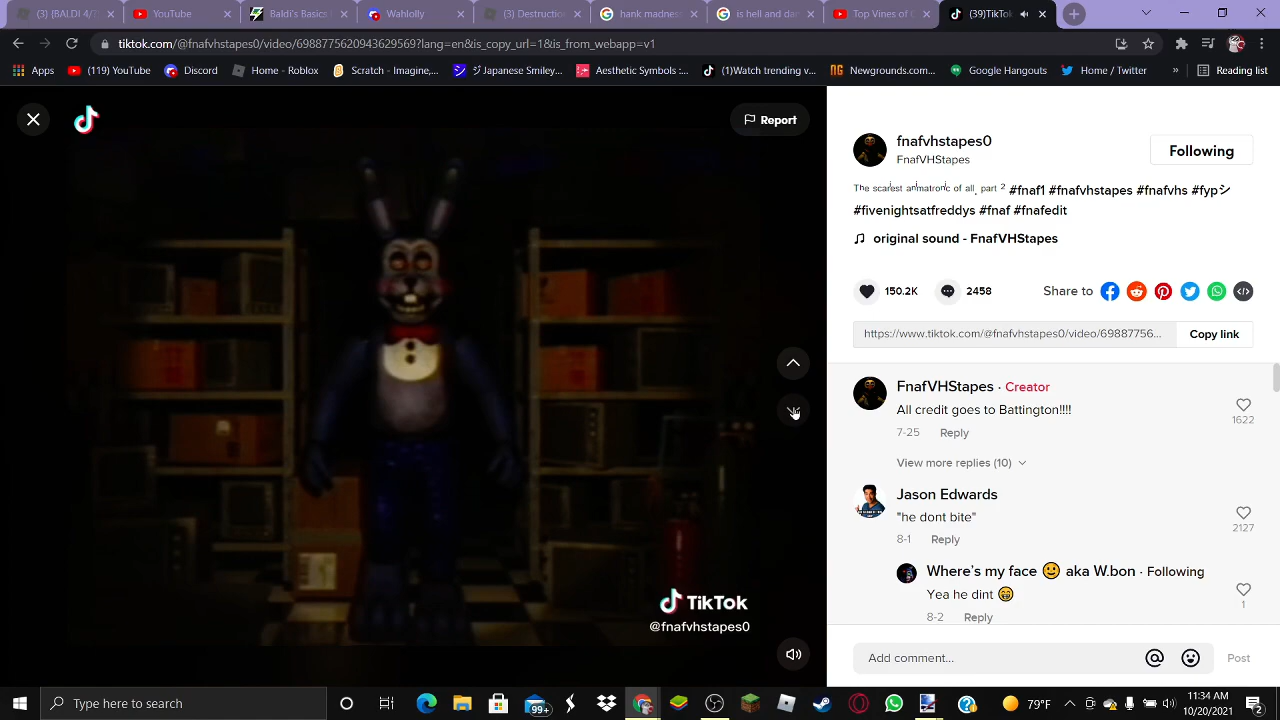 (3) (BALDI 4/
YouTube
Baldi's Basics
Wahlolly
(3) Destruction
hank madness
is hell and dan
Top Vines of
(39)TikTok
tiktok.com/@fnafvhstapes0/video/6988775620943629569?lang=en&is_copy_url=1&is_from_webapp=v1
Apps
(119) YouTube
Discord
Home - Roblox
Scratch - Imagine,...
ジ Japanese Smiley...
Aesthetic Symbols :...
(1)Watch trending v...
Newgrounds.com...
Google Hangouts
Home / Twitter
»
Reading list
Report
fnafvhstapes0
FnafVHStapes
Following
ᵀʰᵉ ˢᶜᵃʳⁱᵉˢᵗ ᵃⁿⁱᵐᵃᵗʳᵒⁿⁱᶜ ᵒᶠ ᵃˡˡ, ᵖᵃʳᵗ ² #fnaf1 #fnafvhstapes #fnafvhs #fypシ
#fivenightsatfreddys #fnaf #fnafedit
♫ original sound - FnafVHStapes
150.2K
2458
Share to
https://www.tiktok.com/@fnafvhstapes0/video/69887756...
Copy link
FnafVHStapes · Creator
All credit goes to Battington!!!!
1622
7-25 Reply
View more replies (10)
Jason Edwards
"he dont bite"
2127
8-1 Reply
Where's my face 🙂 aka W.bon · Following
Yea he dint 😁
1
8-2 Reply
TikTok
@fnafvhstapes0
Add comment...
Post
Type here to search
99+
79°F
11:34 AM
10/20/2021
2